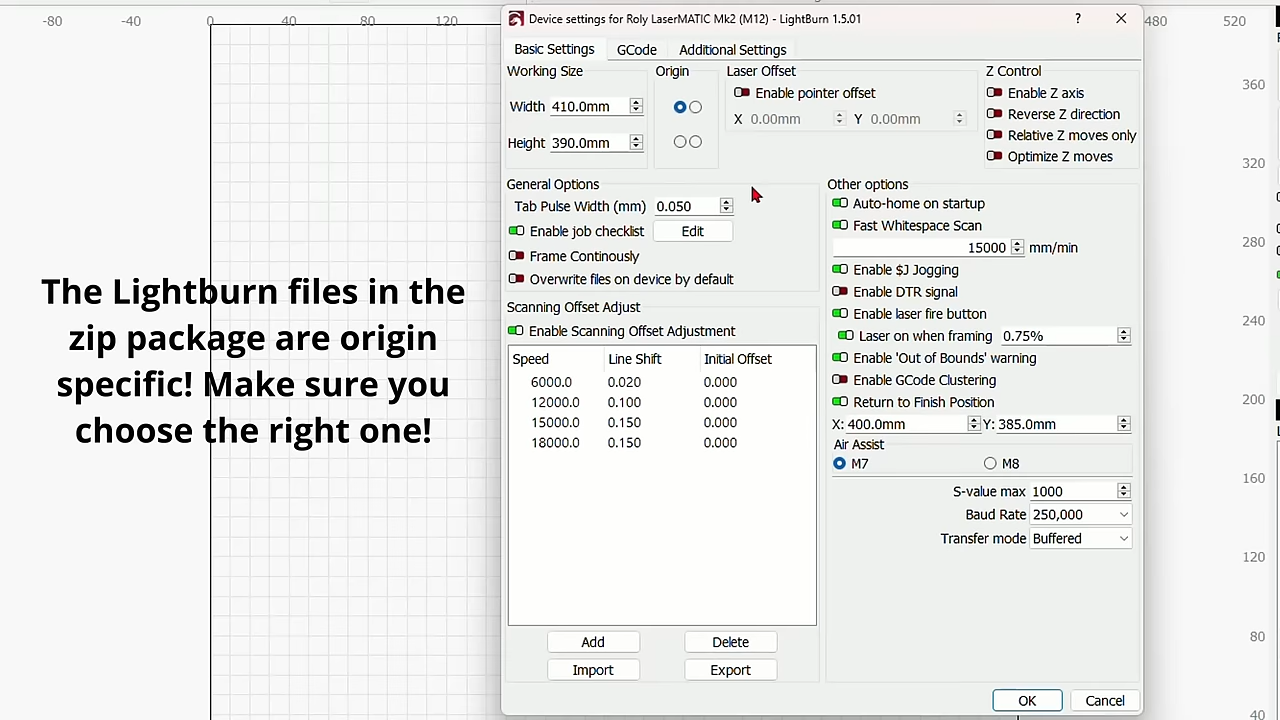 -80
-40
0
40
80
120
480
520
360
320
280
240
200
160
120
80
40
The Lightburn files in the
zip package are origin
specific! Make sure you
choose the right one!
Device settings for Roly LaserMATIC Mk2 (M12) - LightBurn 1.5.01
?
Basic Settings
GCode
Additional Settings
Working Size
Width 410.0mm
Height 390.0mm
Origin
Laser Offset
Enable pointer offset
X 0.00mm Y 0.00mm
Z Control
Enable Z axis
Reverse Z direction
Relative Z moves only
Optimize Z moves
General Options
Tab Pulse Width (mm) 0.050
Enable job checklist Edit
Frame Continously
Overwrite files on device by default
Scanning Offset Adjust
Enable Scanning Offset Adjustment
Speed Line Shift Initial Offset
6000.0 0.020 0.000
12000.0 0.100 0.000
15000.0 0.150 0.000
18000.0 0.150 0.000
Add Delete
Import Export
Other options
Auto-home on startup
Fast Whitespace Scan
15000 mm/min
Enable $J Jogging
Enable DTR signal
Enable laser fire button
Laser on when framing 0.75%
Enable 'Out of Bounds' warning
Enable GCode Clustering
Return to Finish Position
X: 400.0mm Y: 385.0mm
Air Assist
M7 M8
S-value max 1000
Baud Rate 250,000
Transfer mode Buffered
OK Cancel